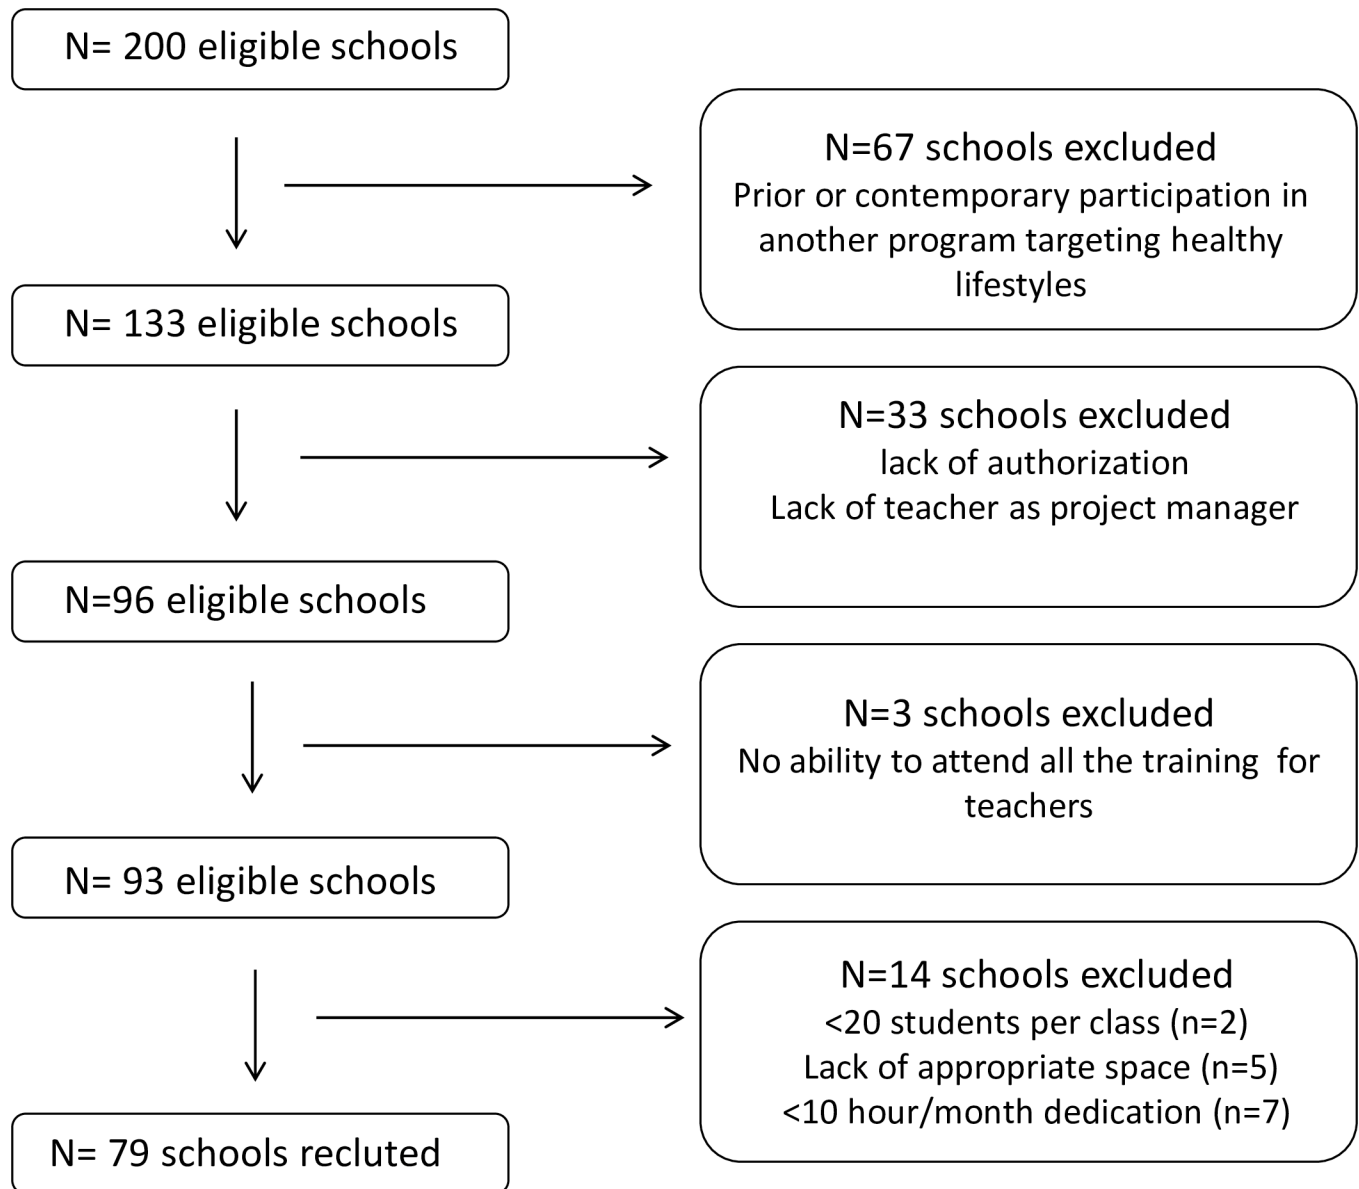 N= 200 eligible schools
N=67 schools excluded
Prior or contemporary participation in
another program targeting healthy
lifestyles
N= 133 eligible schools
N=33 schools excluded
lack of authorization
Lack of teacher as project manager
N=96 eligible schools
N=3 schools excluded
No ability to attend all the training  for
teachers
N= 93 eligible schools
N=14 schools excluded
<20 students per class (n=2)
Lack of appropriate space (n=5)
<10 hour/month dedication (n=7)
N= 79 schools recluted